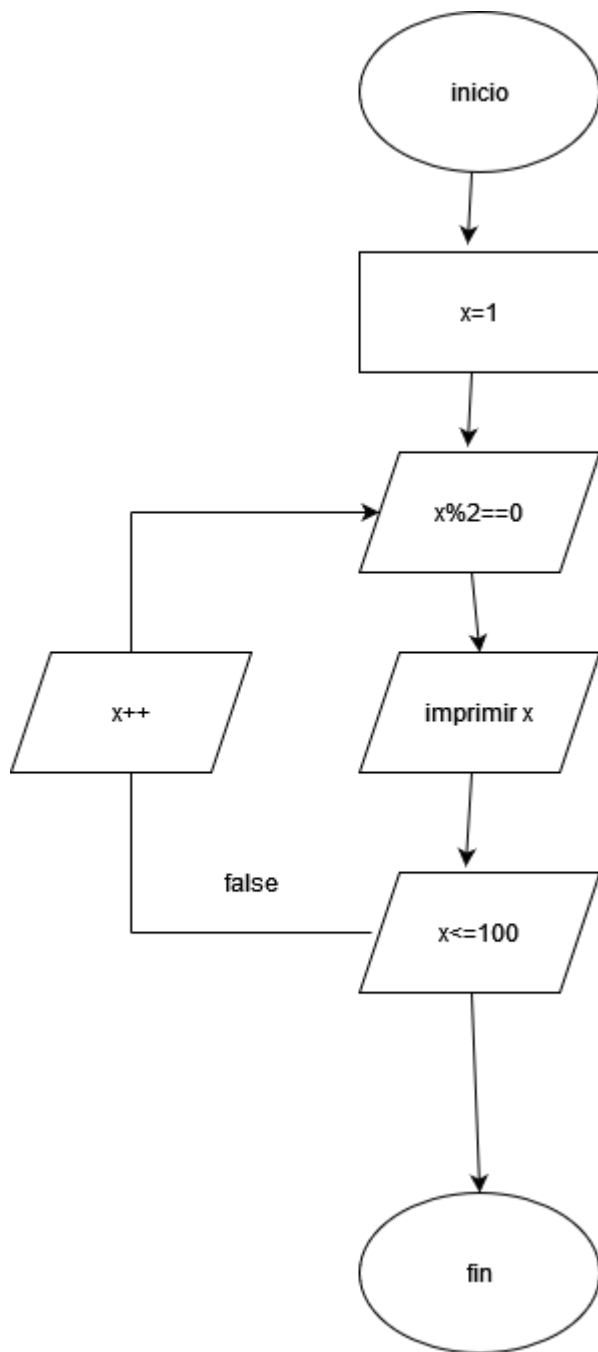 inicio
x=1
x%2==0
x++
imprimir x
false
x<=100
fin